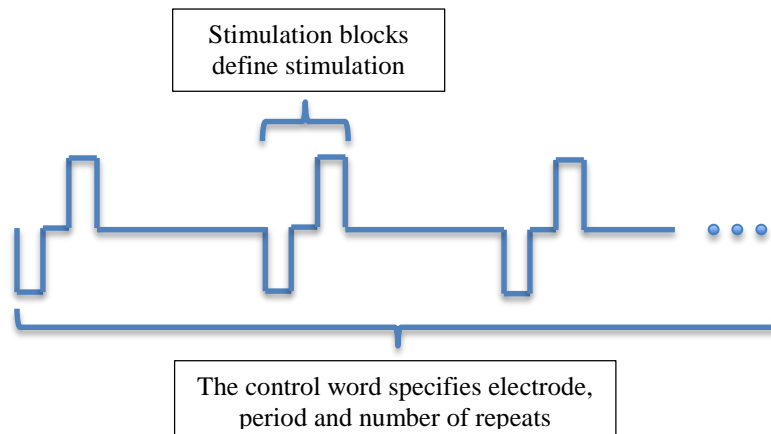 Stimulation blocks
define stimulation
The control word specifies electrode,
period and number of repeats